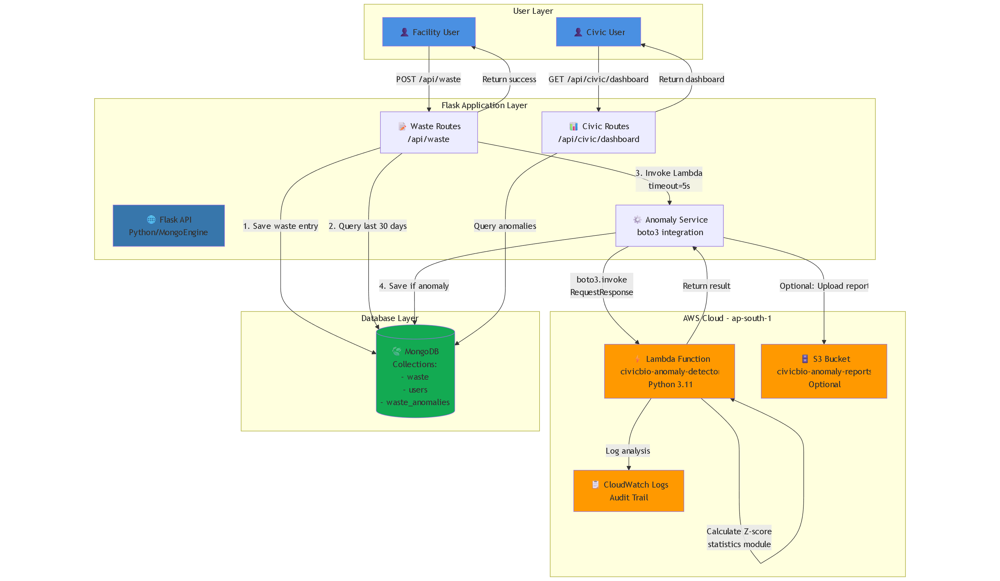 User Layer
Facility User
Civic User
POST /api/waste
Return success
GET /api/civic/dashboard
Return dashboard
Flask Application Layer
Waste Routes
/api/waste
Civic Routes
/api/civic/dashboard
3. Invoke Lambda
timeout=5s
Flask API
Python/MongoEngine
1. Save waste entry
2. Query last 30 days
Query anomalies
Anomaly Service
boto3 integration
4. Save if anomaly
boto3.invoke
RequestResponse
Return result
Optional: Upload report
Database Layer
AWS Cloud - ap-south-1
MongoDB
Collections:
- waste
- users
- waste_anomalies
Lambda Function
civicbio-anomaly-detector
Python 3.11
S3 Bucket
civicbio-anomaly-reports
Optional
Log analysis
CloudWatch Logs
Audit Trail
Calculate Z-score
statistics module